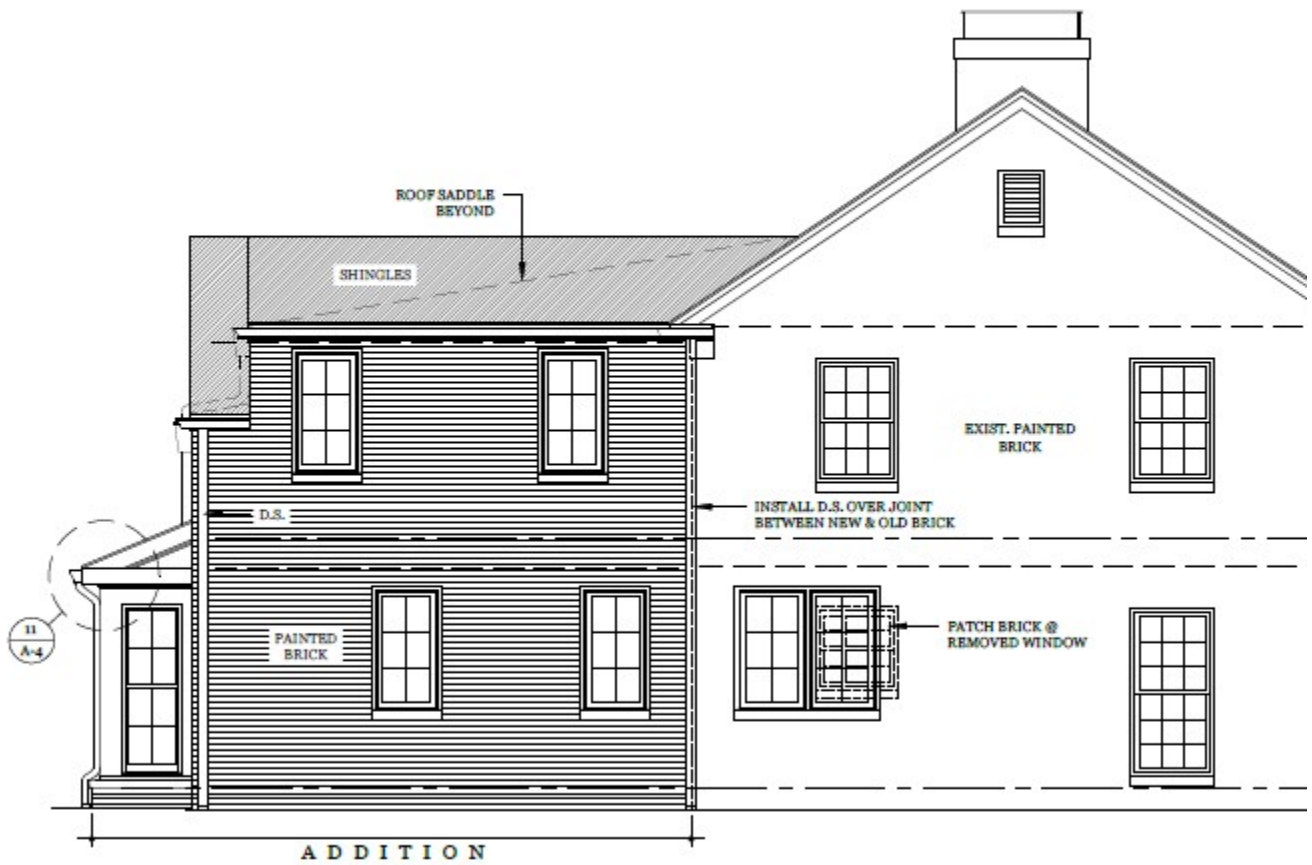 ROOF SADDLE
BEYOND
SHINGLES
EXIST. PAINTED
BRICK
D.S.
INSTALL D.S. OVER JOINT
BETWEEN NEW & OLD BRICK
11
A-4
PAINTED
BRICK
PATCH BRICK @
REMOVED WINDOW
ADDITION